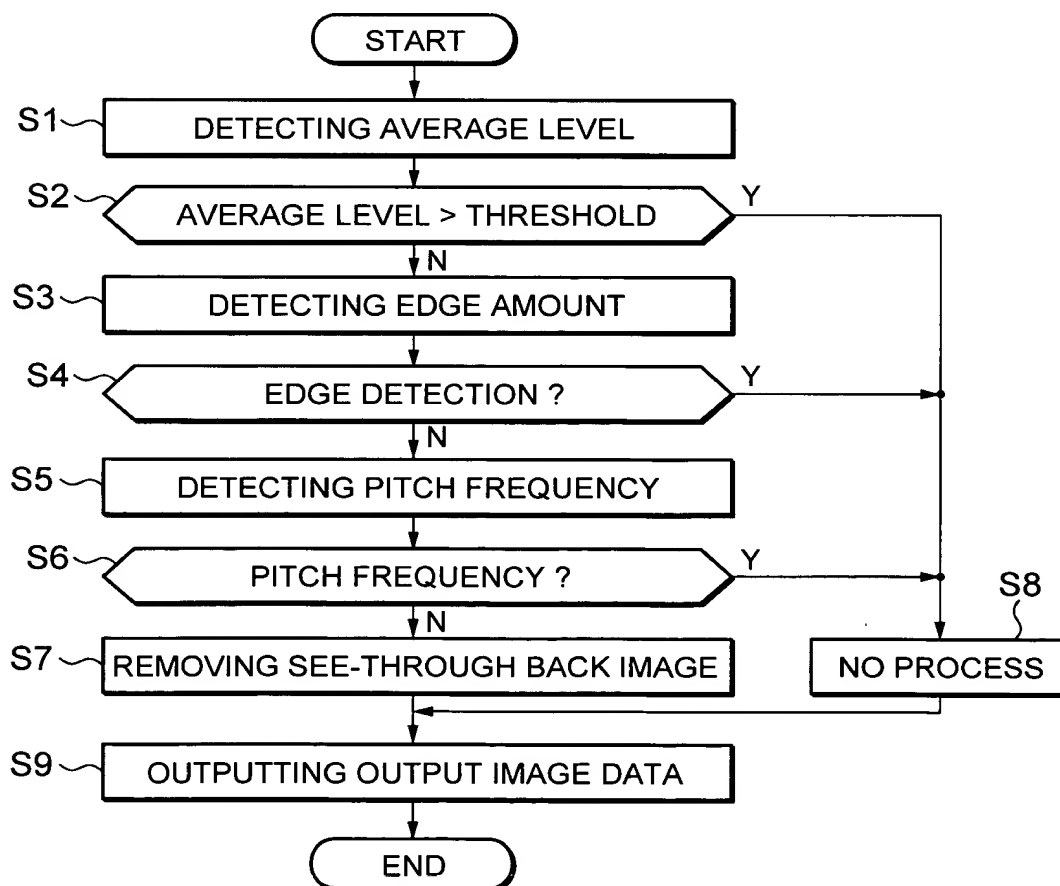 START
S1
DETECTING AVERAGE LEVEL
S2
AVERAGE LEVEL > THRESHOLD
Y
N
S3
DETECTING EDGE AMOUNT
S4
EDGE DETECTION ?
Y
N
S5
DETECTING PITCH FREQUENCY
S6
PITCH FREQUENCY ?
Y
N
S7
REMOVING SEE-THROUGH BACK IMAGE
S8
NO PROCESS
S9
OUTPUTTING OUTPUT IMAGE DATA
END